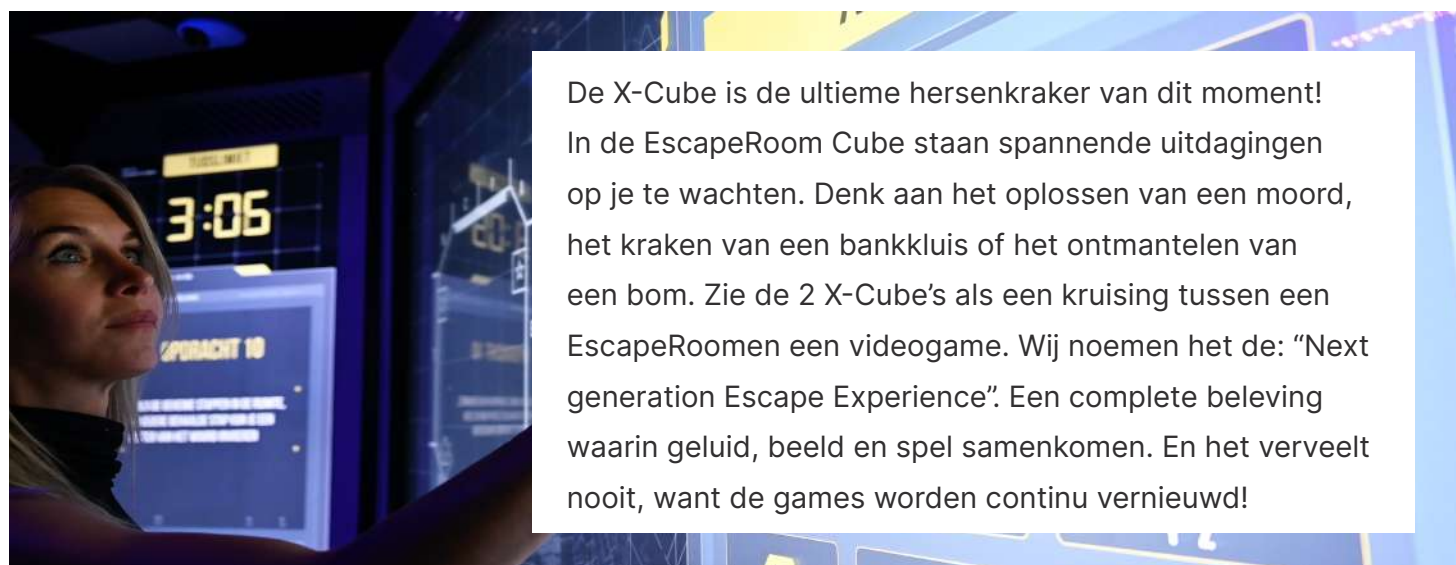 TIJDSLIMIET
3:06
OPDRACHT 10
De X-Cube is de ultieme hersenkraker van dit moment!
In de EscapeRoom Cube staan spannende uitdagingen
op je te wachten. Denk aan het oplossen van een moord,
het kraken van een bankkluis of het ontmantelen van
een bom. Zie de 2 X-Cube’s als een kruising tussen een
EscapeRoomen een videogame. Wij noemen het de: “Next
generation Escape Experience”. Een complete beleving
waarin geluid, beeld en spel samenkomen. En het verveelt
nooit, want de games worden continu vernieuwd!